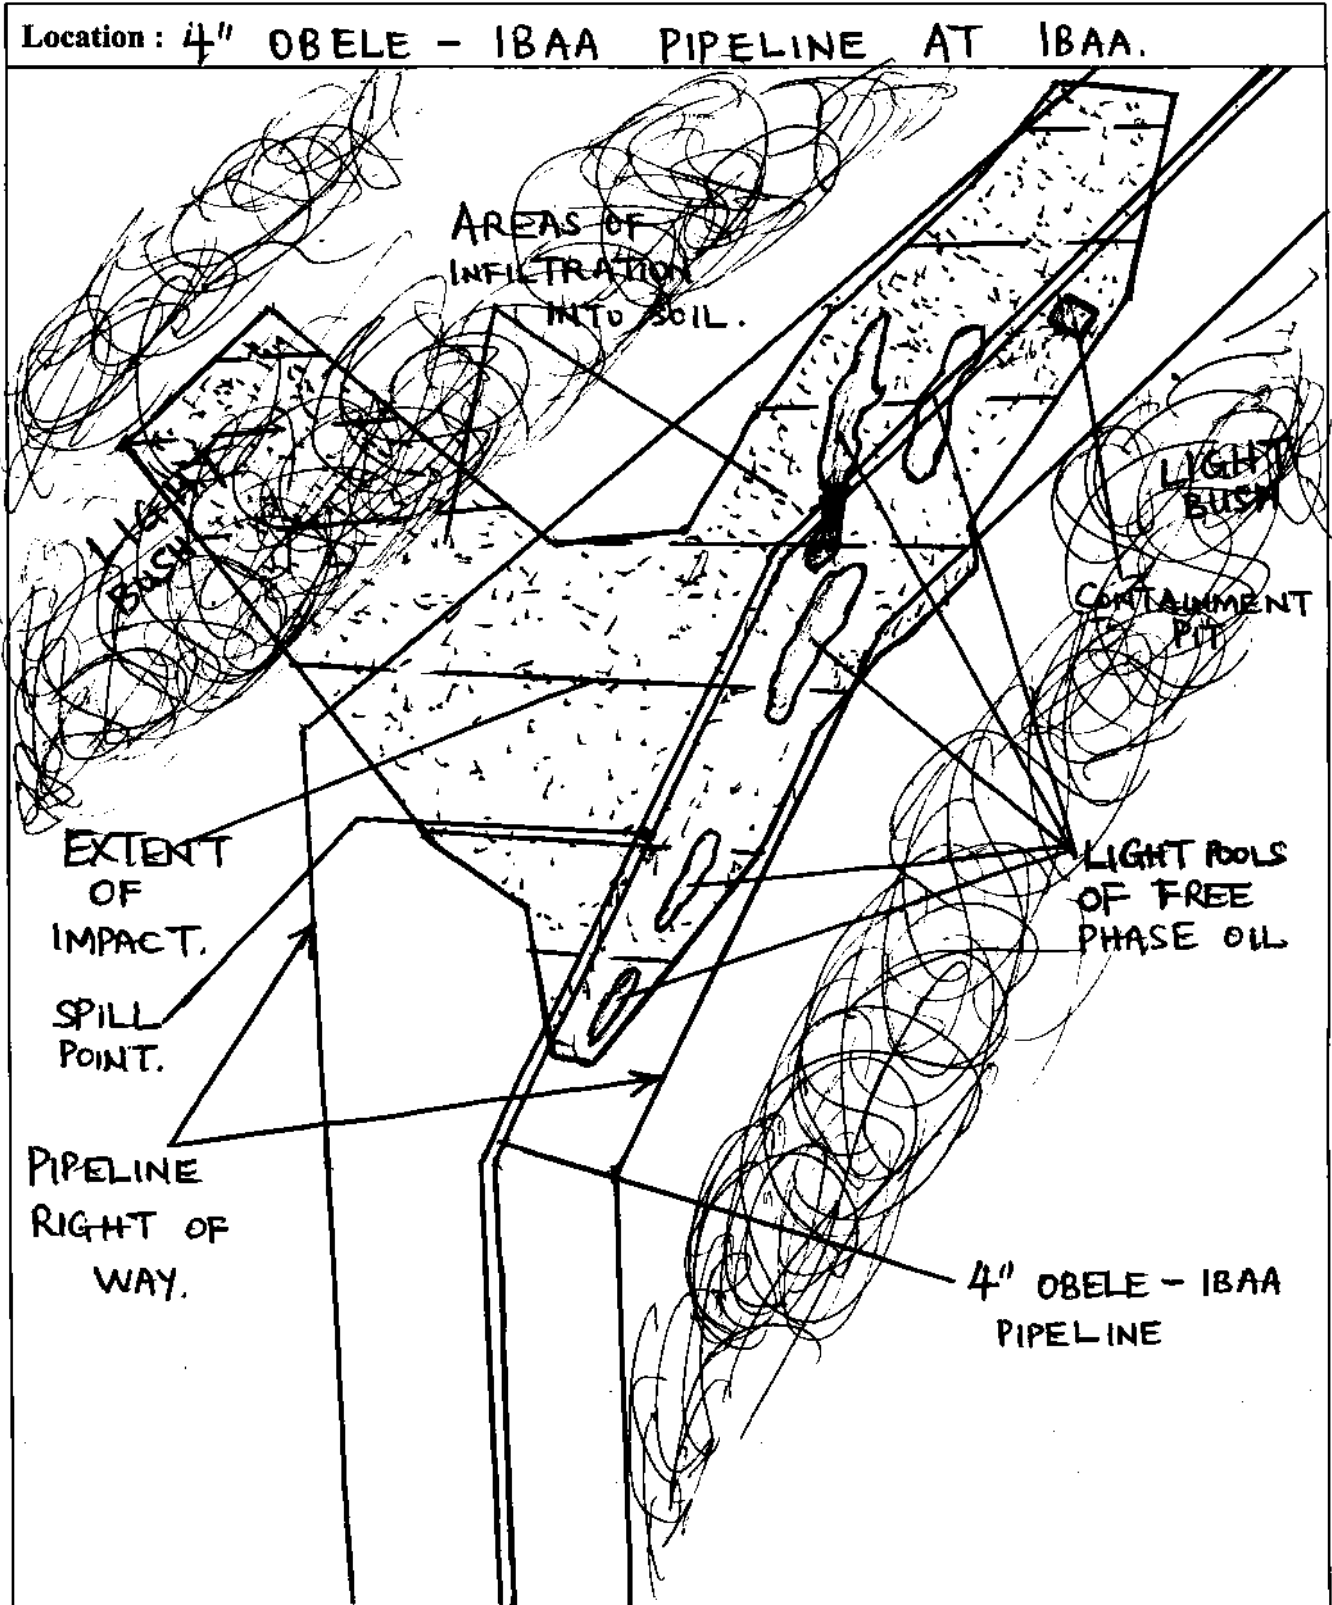 Location : 4" OBELE - IBAA PIPELINE AT IBAA.
AREAS OF
INFILTRATION
INTO SOIL.
LIGHT
BUSH
LIGHT
BUSH
CONTAINMENT
PIT
EXTENT
OF
IMPACT.
LIGHT POOLS
OF FREE
PHASE OIL
SPILL
POINT.
PIPELINE
RIGHT OF
WAY.
4" OBELE - IBAA
PIPELINE